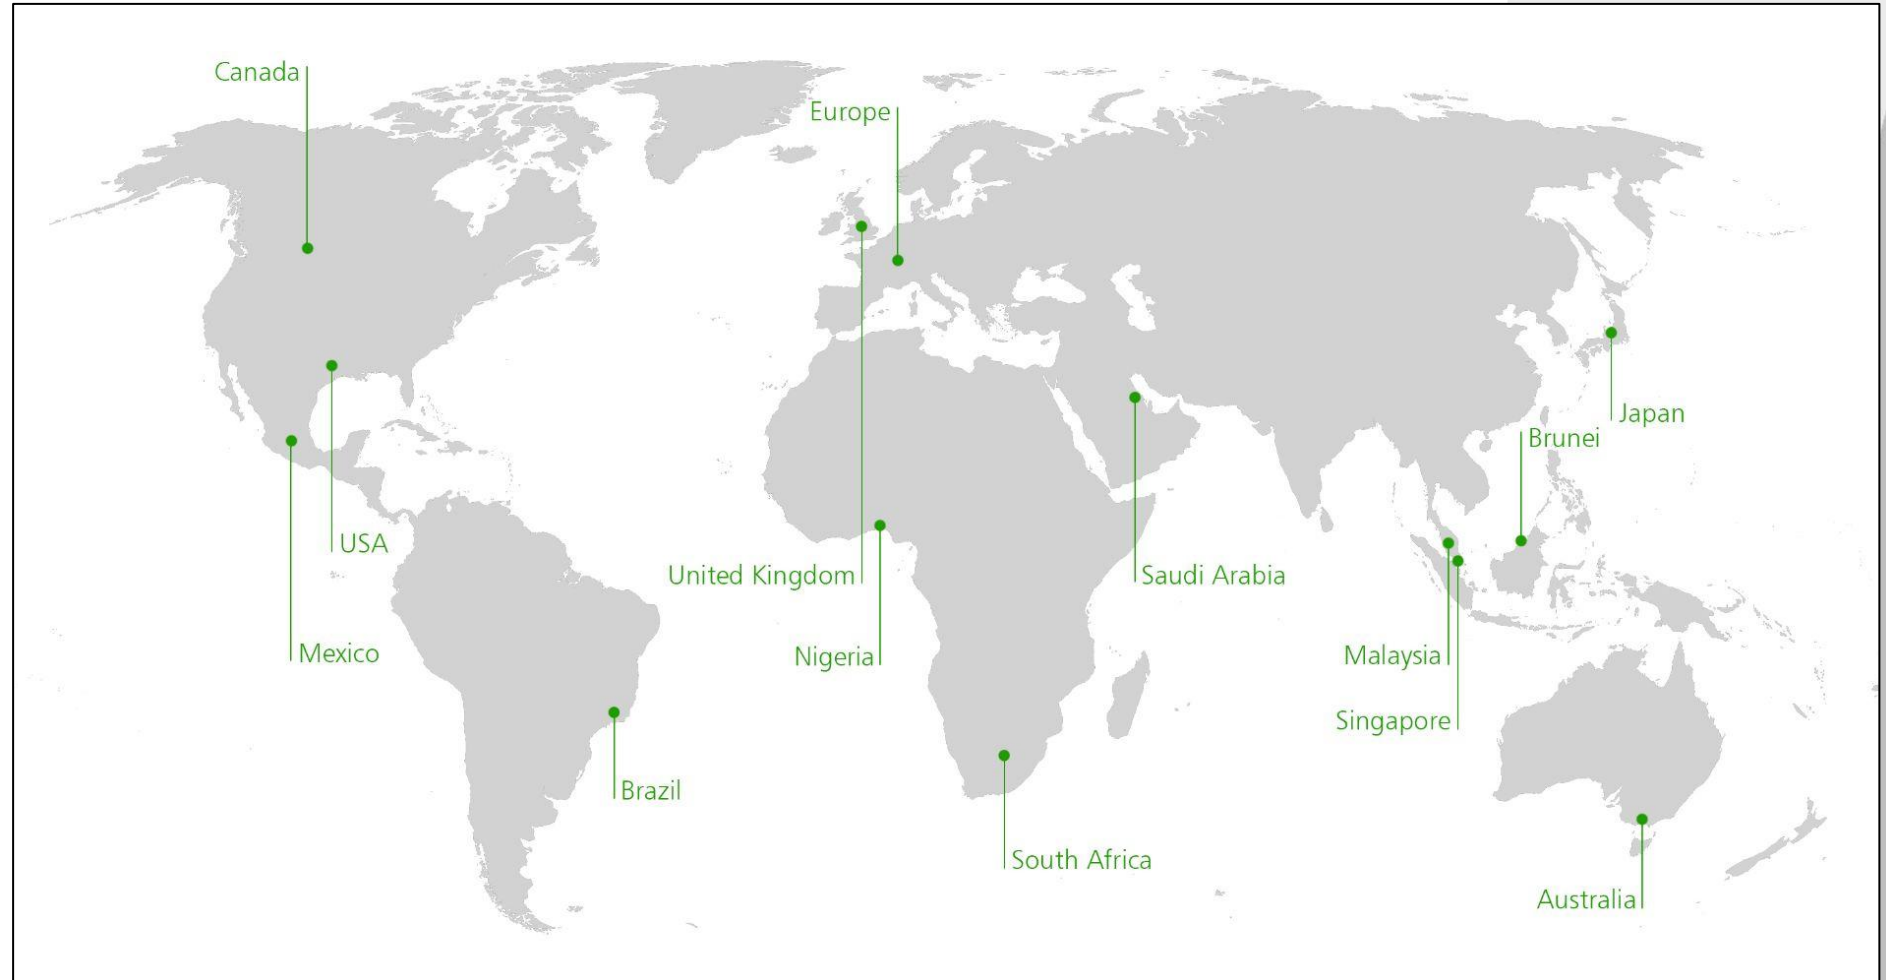 Canada
Europe
Japan
Brunei
USA
United Kingdom
Saudi Arabia
Mexico
Nigeria
Malaysia
Singapore
Brazil
South Africa
Australia